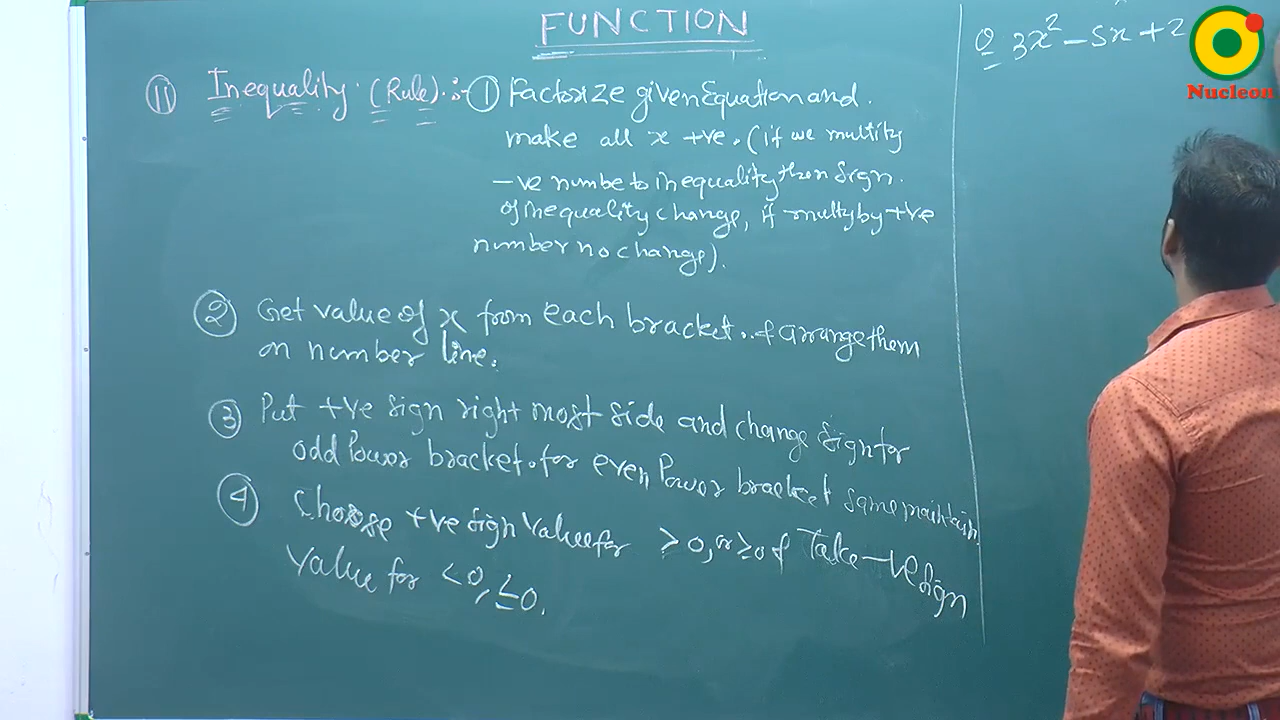 FUNCTION
11 Inequality (Rule) :- 1 Factorize given Equation and
make all x +ve. (if we multity
-ve numbe to inequality then sign.
of inequality change, if multy by +ve
number no change).
2 Get value of x from each bracket. & arrange them
on number line.
3 Put +ve sign right most side and change sign for
odd Power bracket. for even Power bracket same maintain.
4 Choose +ve sign value for > 0, or ≥ 0 & Take -ve sign
Value for < 0, ≤ 0.
Q 3x² - 5x + 2
Nucleon